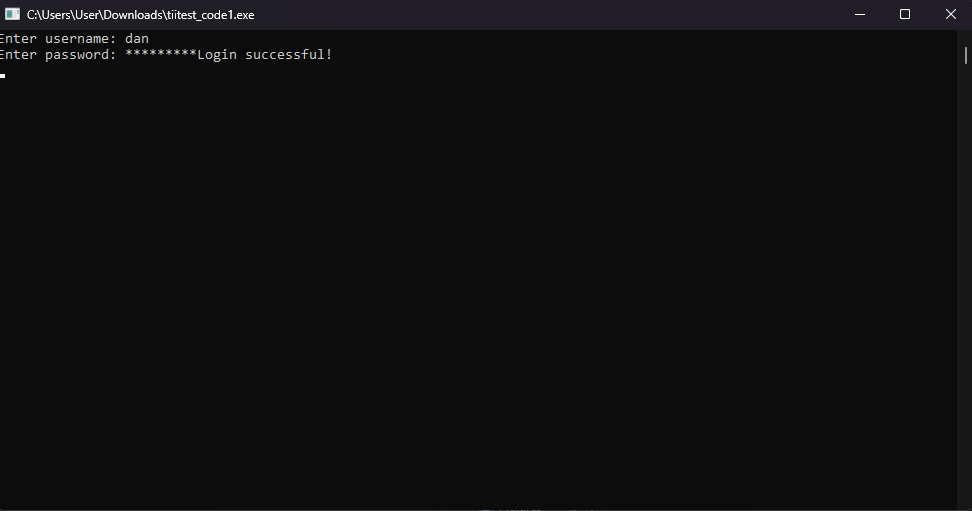 C:\Users\User\Downloads\tiitest_code1.exe
Enter username: dan
Enter password: *********Login successful!